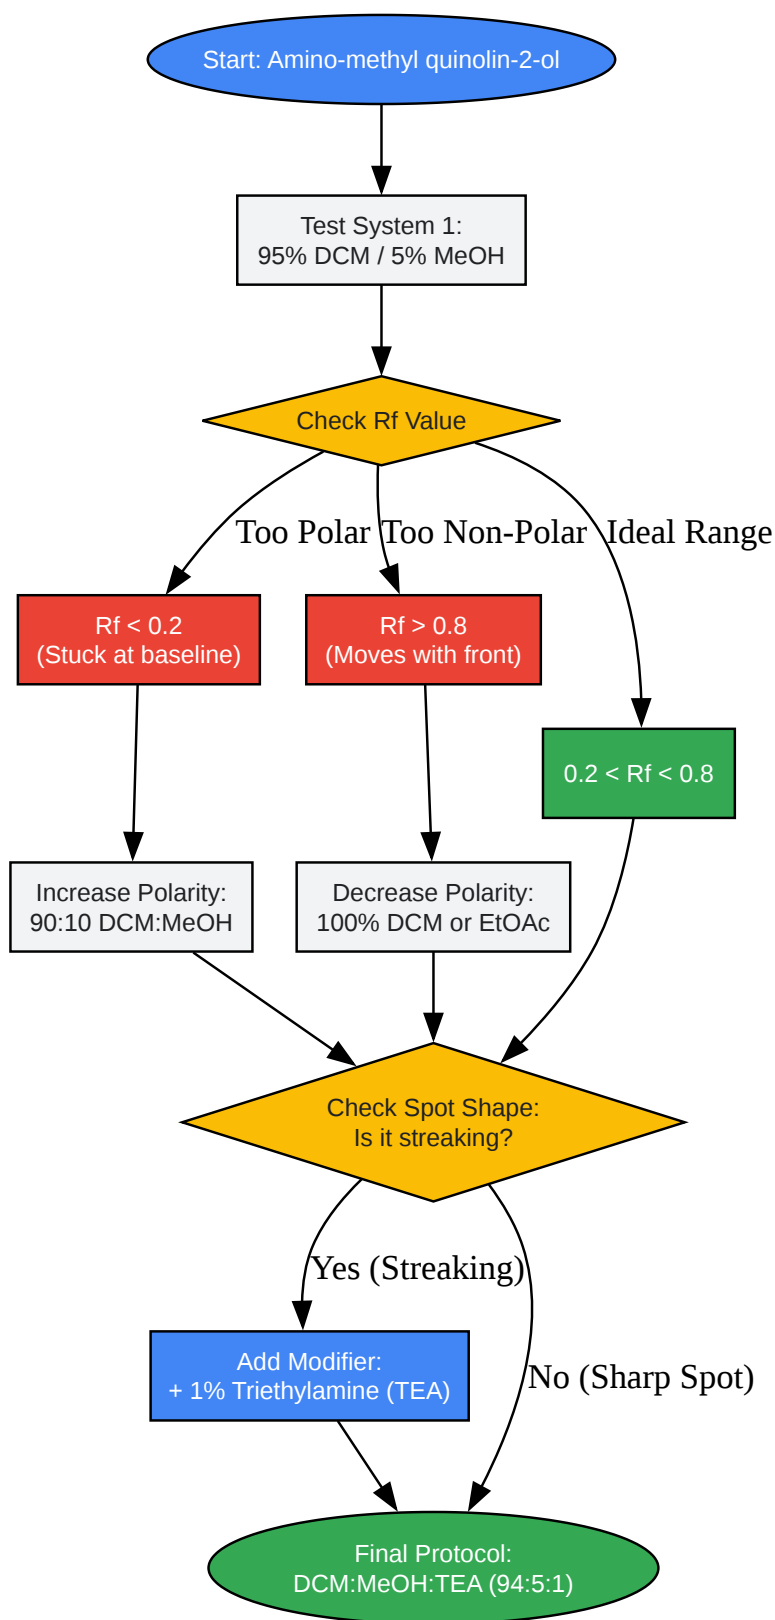 Start: Amino-methyl quinolin-2-ol
Test System 1:
95% DCM / 5% MeOH
Check Rf Value
Too Polar
Too Non-Polar
Ideal Range
Rf < 0.2
(Stuck at baseline)
Rf > 0.8
(Moves with front)
0.2 < Rf < 0.8
Increase Polarity:
90:10 DCM:MeOH
Decrease Polarity:
100% DCM or EtOAc
Check Spot Shape:
Is it streaking?
Yes (Streaking)
Add Modifier:
+ 1% Triethylamine (TEA)
No (Sharp Spot)
Final Protocol:
DCM:MeOH:TEA (94:5:1)